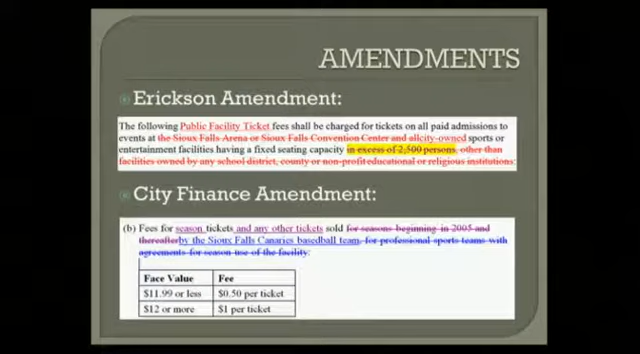 AMENDMENTS
Erickson Amendment:
The following Public Facility Ticket fees shall be charged for tickets on all paid admissions to
events at the Sioux Falls Arena or Sioux Falls Convention Center and allcity-owned sports or
entertainment facilities having a fixed seating capacity in excess of 2,500 persons, other than
facilities owned by any school district, county or non-profit educational or religious institutions:
City Finance Amendment:
(b) Fees for season tickets and any other tickets sold for seasons beginning in 2005 and
thereafterby the Sioux Falls Canaries basedball team, for professional sports teams with
agreements for season use of the facility:
Face Value Fee
$11.99 or less $0.50 per ticket
$12 or more $1 per ticket